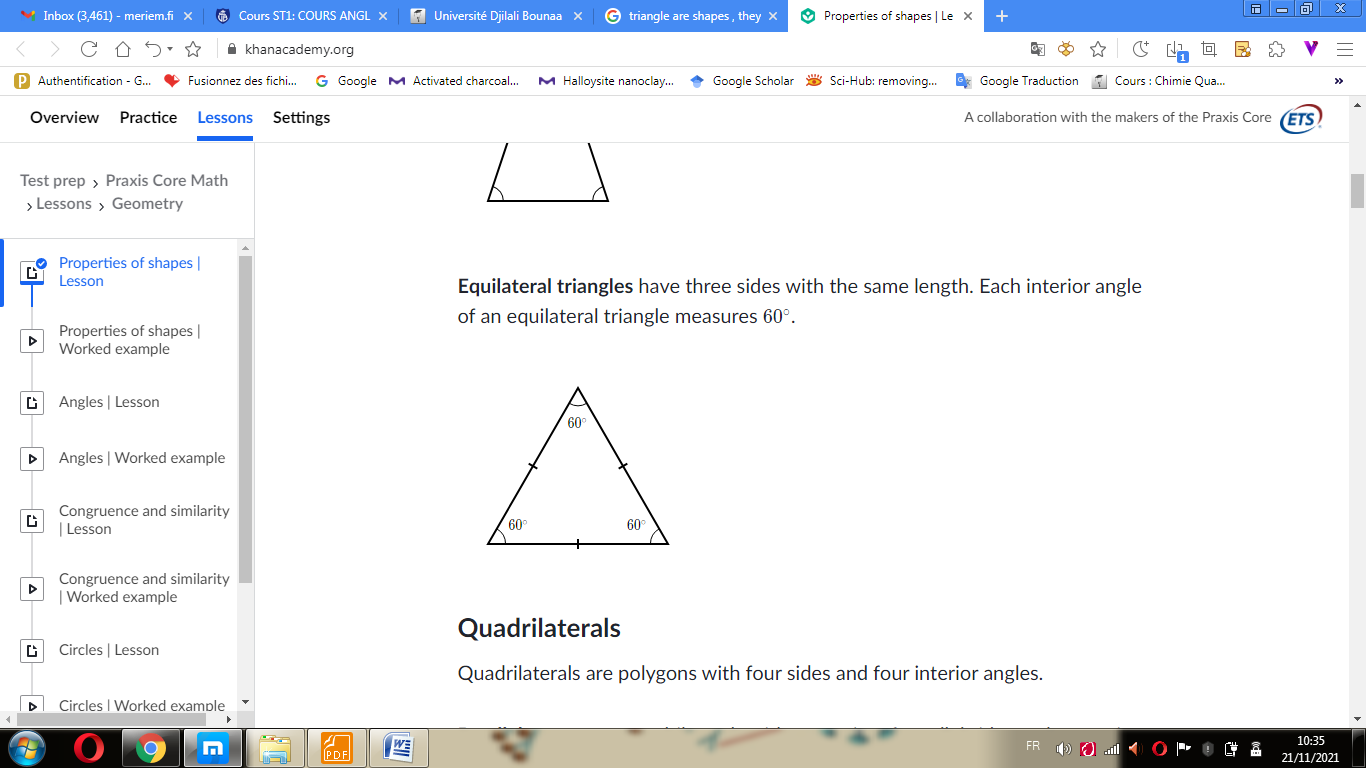 Inbox (3,461) - meriem.fi
Cours ST1: COURS ANGL
Université Djilali Bounaa
triangle are shapes , they
Properties of shapes | Le
khanacademy.org
1
Authentification - G...
Fusionnez des fichi...
Google
Activated charcoal...
Halloysite nanoclay...
Google Scholar
Sci-Hub: removing...
Google Traduction
Cours : Chimie Qua...
»
Overview
Practice
Lessons
Settings
A collaboration with the makers of the Praxis Core
ETS
Test prep > Praxis Core Math
> Lessons > Geometry
Properties of shapes |
Lesson
Properties of shapes |
Worked example
Angles | Lesson
Angles | Worked example
Congruence and similarity
| Lesson
Congruence and similarity
| Worked example
Circles | Lesson
Circles | Worked example
Equilateral triangles have three sides with the same length. Each interior angle
of an equilateral triangle measures 60°.
60°
60°
60°
Quadrilaterals
Quadrilaterals are polygons with four sides and four interior angles.
PDF
FR
10:35
21/11/2021